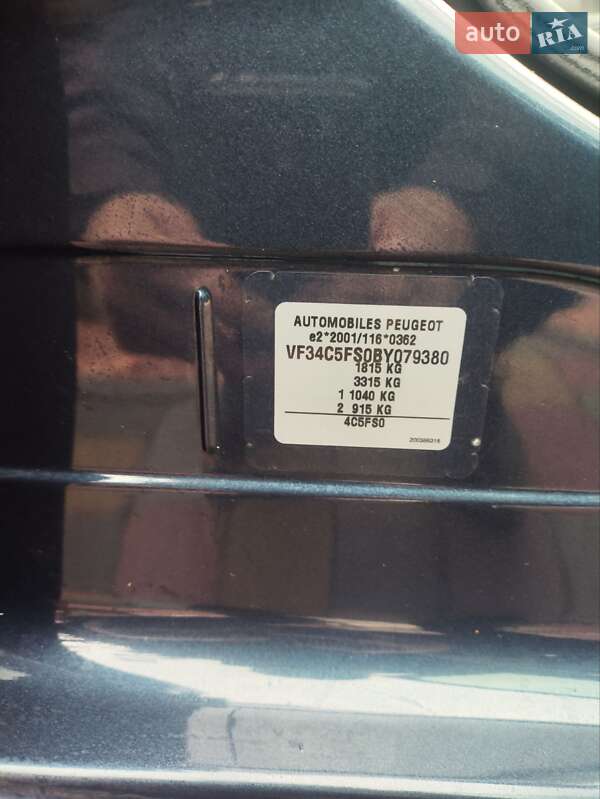 auto RIA .com
AUTOMOBILES PEUGEOT
e2*2001/116*0362
VF34C5FS0BY079380
1815 KG
3315 KG
1 1040 KG
2 915 KG
4C5FS0